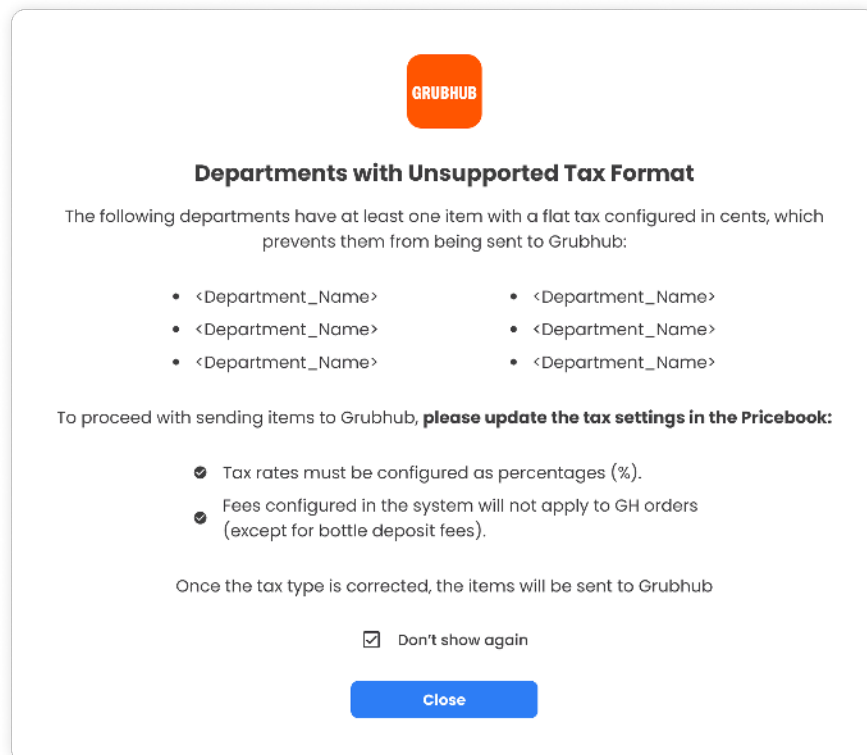 GRUBHUB
Departments with Unsupported Tax Format
The following departments have at least one item with a flat tax configured in cents, which
prevents them from being sent to Grubhub:
• <Department_Name>
• <Department_Name>
• <Department_Name>
• <Department_Name>
• <Department_Name>
• <Department_Name>
To proceed with sending items to Grubhub, please update the tax settings in the Pricebook:
Tax rates must be configured as percentages (%).
Fees configured in the system will not apply to GH orders
(except for bottle deposit fees).
Once the tax type is corrected, the items will be sent to Grubhub
Don't show again
Close